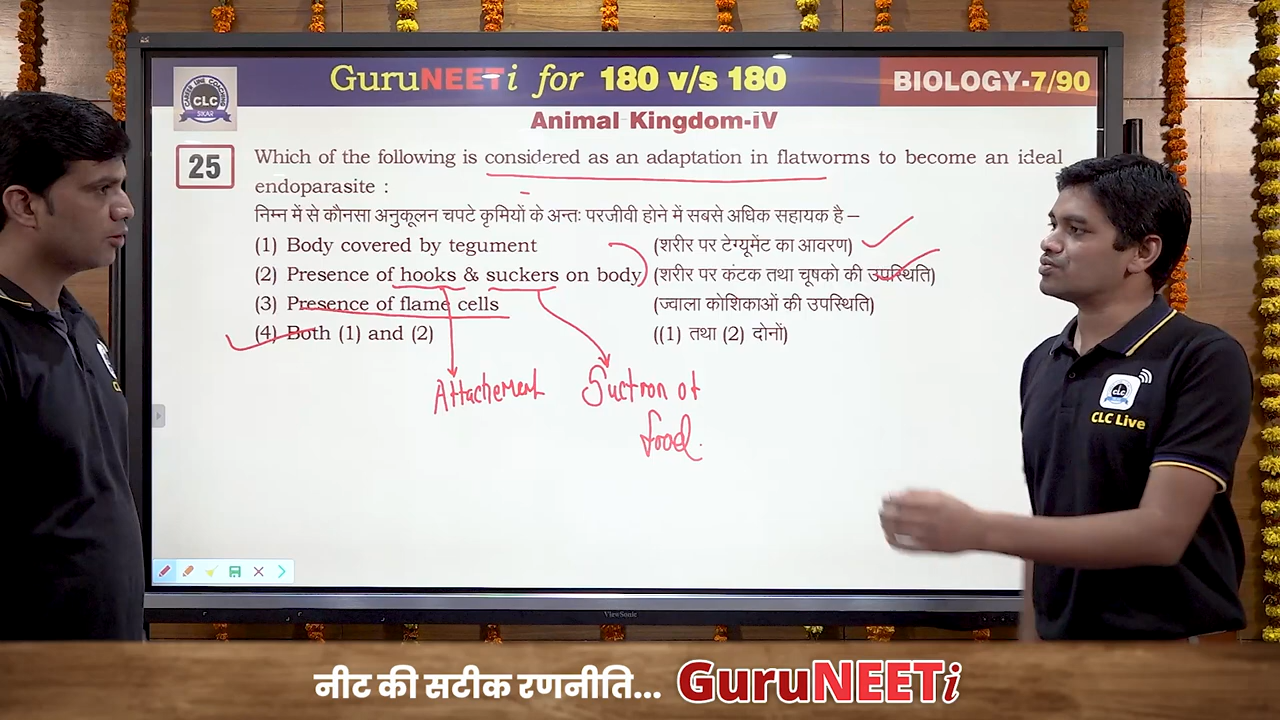 GuruNEETi for 180 v/s 180
BIOLOGY-7/90
CLC
SIKAR
Animal Kingdom-iV
25
Which of the following is considered as an adaptation in flatworms to become an ideal
endoparasite :
निम्न में से कौनसा अनुकूलन चपटे कृमियों के अन्तः परजीवी होने में सबसे अधिक सहायक है –
(1) Body covered by tegument (शरीर पर टेग्यूमेंट का आवरण)
(2) Presence of hooks & suckers on body (शरीर पर कंटक तथा चूषको की उपस्थिति)
(3) Presence of flame cells (ज्वाला कोशिकाओं की उपस्थिति)
(4) Both (1) and (2) ((1) तथा (2) दोनों)
Attachement
Suction of
food.
CLC
CLC Live
ViewSonic
नीट की सटीक रणनीति... GuruNEETi